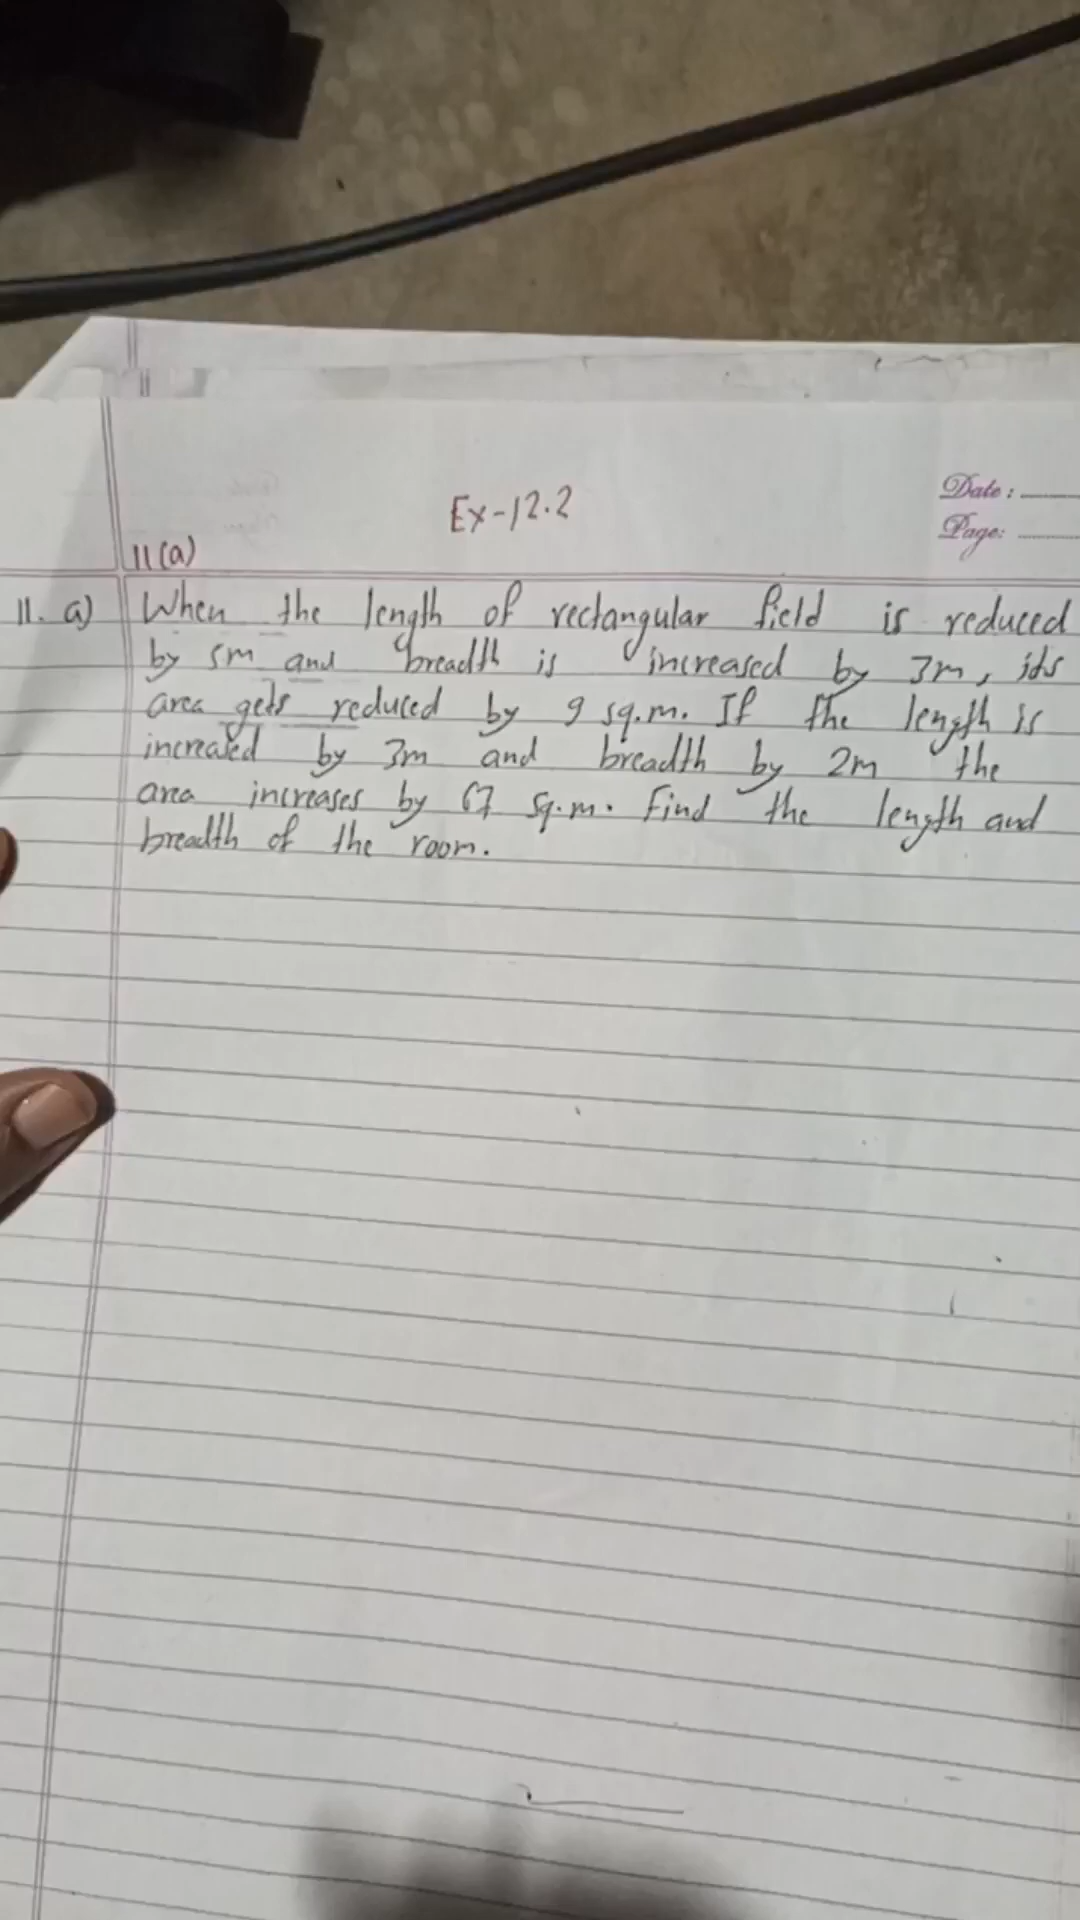 Ex-12.2
Date:
Page:
11(a)
11. a) When the length of rectangular field is reduced
by 5m and breadth is increased by 3m, its
area gets reduced by 9 sq.m. If the length is
increased by 3m and breadth by 2m the
area increases by 67 sq.m. Find the length and
breadth of the room.